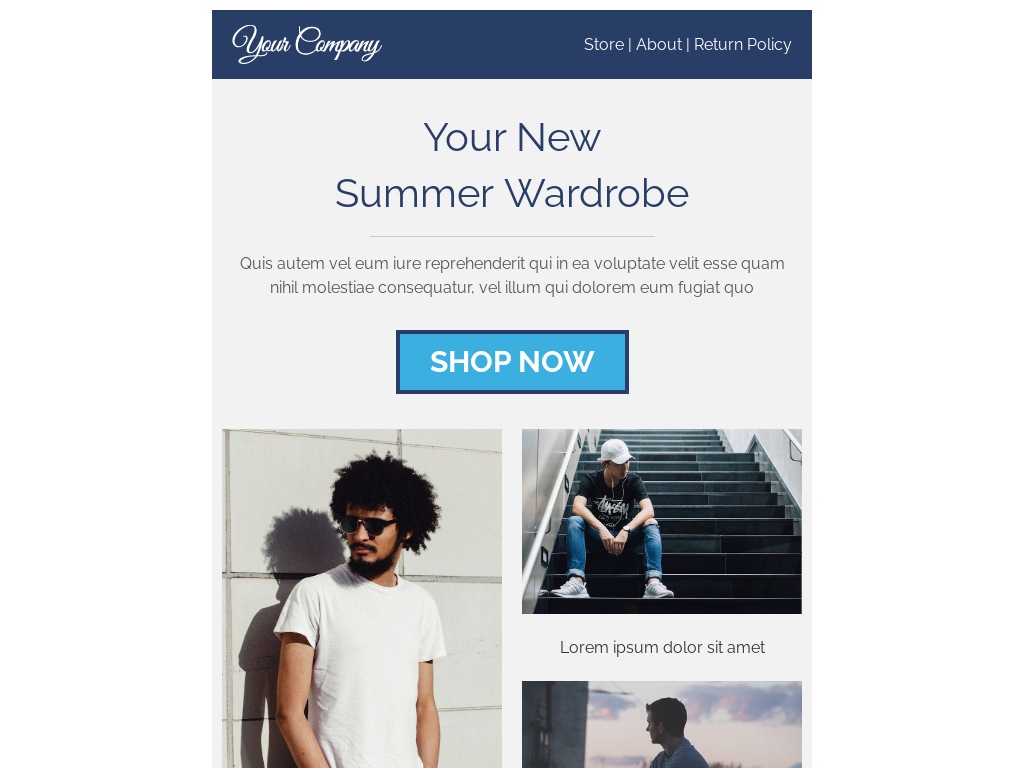 Your Company
Store | About | Return Policy
Your New
Summer Wardrobe
Quis autem vel eum iure reprehenderit qui in ea voluptate velit esse quam
nihil molestiae consequatur, vel illum qui dolorem eum fugiat quo
SHOP NOW
Lorem ipsum dolor sit amet